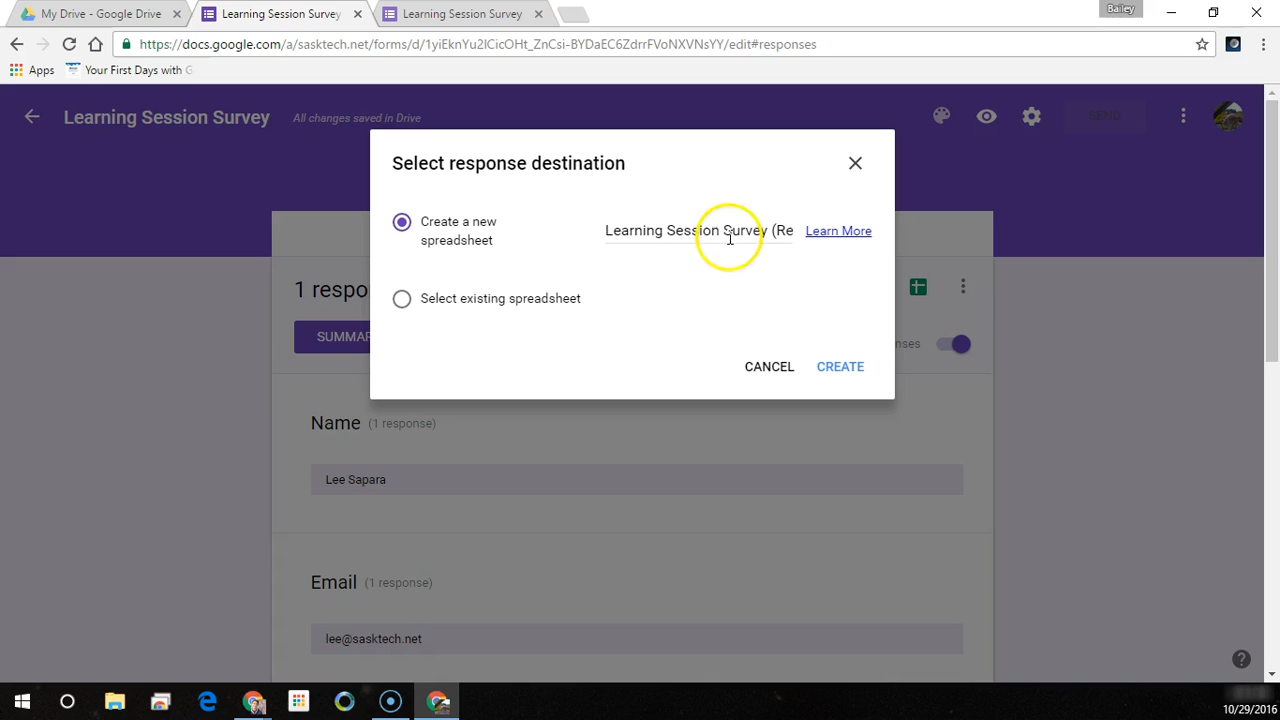 My Drive - Google Drive
Learning Session Survey
Learning Session Survey
Bailey
https://docs.google.com/a/sasktech.net/forms/d/1yiEknYu2ICicOHt_ZnCsi-BYDaEC6ZdrrFVoNXVNsYY/edit#responses
Apps
Your First Days with G
Learning Session Survey
All changes saved in Drive
SEND
Select response destination
Create a new
spreadsheet
Learning Session Survey (Re
Learn More
1 respo
Select existing spreadsheet
SUMMAR
nses
CANCEL
CREATE
Name (1 response)
Lee Sapara
Email (1 response)
lee@sasktech.net
10/29/2016